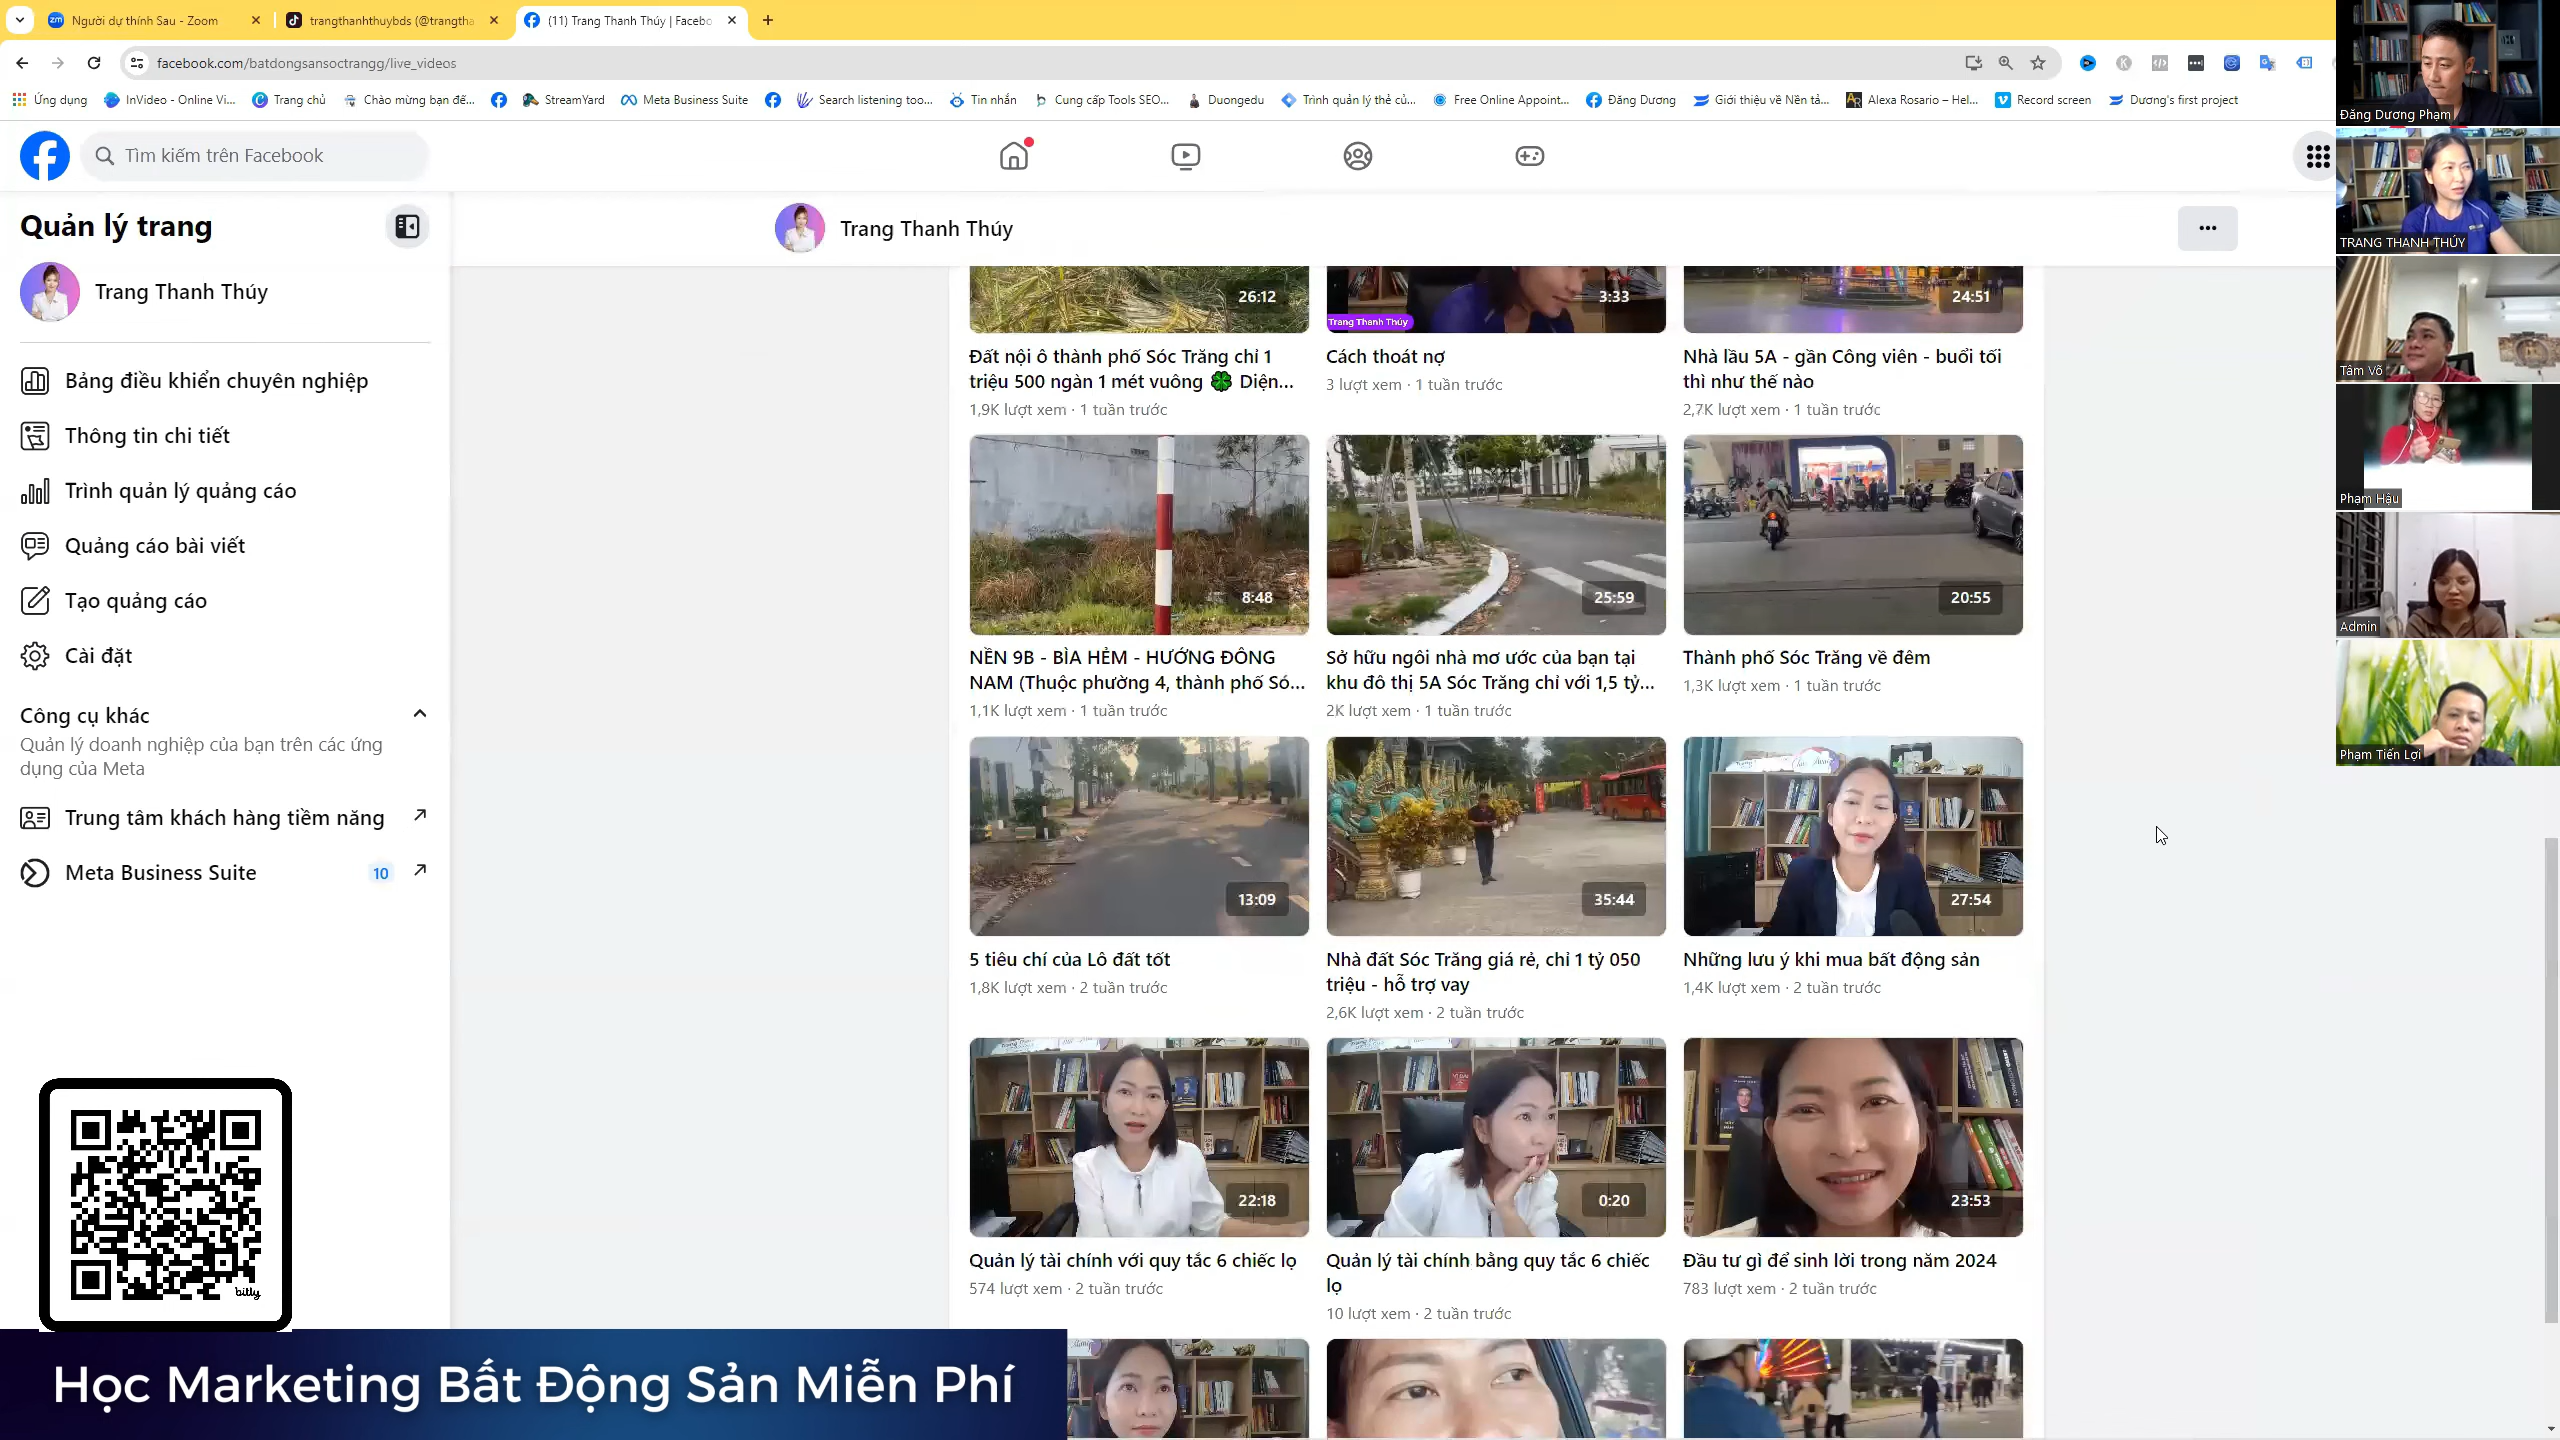 Người dự thính Sau - Zoom
trangthanhthuybds (@trangtha
(11) Trang Thanh Thúy | Facebo
facebook.com/batdongsansoctrangg/live_videos
Ứng dụng
InVideo - Online Vi...
Trang chủ
Chào mừng bạn đế...
StreamYard
Meta Business Suite
Search listening too...
Tin nhắn
Cung cấp Tools SEO...
Duongedu
Trình quản lý thẻ củ...
Free Online Appoint...
Đăng Dương
Giới thiệu về Nền tả...
Alexa Rosario – Hel...
Record screen
Dương's first project
Tìm kiếm trên Facebook
Quản lý trang
Trang Thanh Thúy
Bảng điều khiển chuyên nghiệp
Thông tin chi tiết
Trình quản lý quảng cáo
Quảng cáo bài viết
Tạo quảng cáo
Cài đặt
Công cụ khác
Quản lý doanh nghiệp của bạn trên các ứng
dụng của Meta
Trung tâm khách hàng tiềm năng
Meta Business Suite
10
bitly
Học Marketing Bất Động Sản Miễn Phí
Trang Thanh Thúy
26:12
Đất nội ô thành phố Sóc Trăng chỉ 1
triệu 500 ngàn 1 mét vuông 🍀 Diện...
1,9K lượt xem · 1 tuần trước
3:33
Trang Thanh Thúy
Cách thoát nợ
3 lượt xem · 1 tuần trước
24:51
Nhà lầu 5A - gần Công viên - buổi tối
thì như thế nào
2,7K lượt xem · 1 tuần trước
8:48
NỀN 9B - BÌA HẺM - HƯỚNG ĐÔNG
NAM (Thuộc phường 4, thành phố Só...
1,1K lượt xem · 1 tuần trước
25:59
Sở hữu ngôi nhà mơ ước của bạn tại
khu đô thị 5A Sóc Trăng chỉ với 1,5 tỷ...
2K lượt xem · 1 tuần trước
20:55
Thành phố Sóc Trăng về đêm
1,3K lượt xem · 1 tuần trước
13:09
5 tiêu chí của Lô đất tốt
1,8K lượt xem · 2 tuần trước
35:44
Nhà đất Sóc Trăng giá rẻ, chỉ 1 tỷ 050
triệu - hỗ trợ vay
2,6K lượt xem · 2 tuần trước
27:54
Những lưu ý khi mua bất động sản
1,4K lượt xem · 2 tuần trước
22:18
Quản lý tài chính với quy tắc 6 chiếc lọ
574 lượt xem · 2 tuần trước
0:20
Quản lý tài chính bằng quy tắc 6 chiếc
lọ
10 lượt xem · 2 tuần trước
23:53
Đầu tư gì để sinh lời trong năm 2024
783 lượt xem · 2 tuần trước
Đăng Dương Phạm
TRANG THANH THÚY
Tâm Võ
Phạm Hậu
Admin
Phạm Tiến Lợi